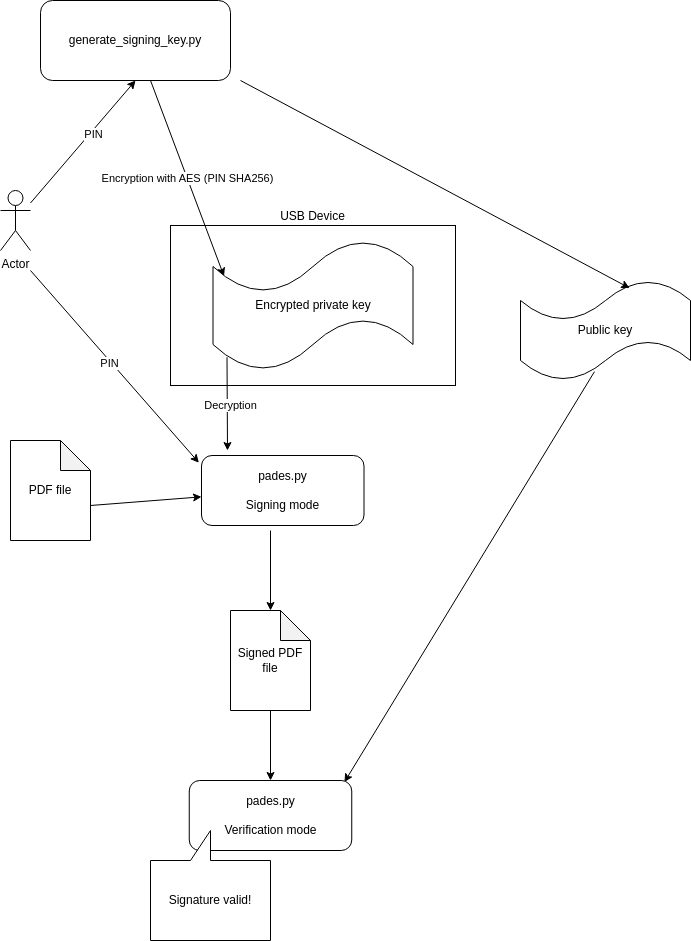 generate_signing_key.py
PIN
Encryption with AES (PIN SHA256)
USB Device
Actor
Encrypted private key
Public key
PIN
Decryption
PDF file
pades.py
Signing mode
Signed PDF
file
pades.py
Verification mode
Signature valid!